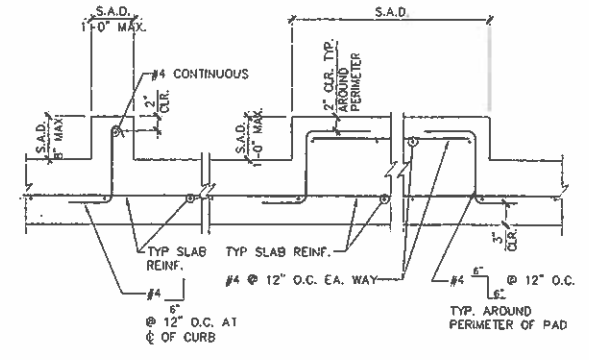 S.A.D.
1'-0" MAX.
S.A.D.
#4 CONTINUOUS
2"
CLR.
2" CLR. TYP.
AROUND
PERIMETER
S.A.D.
8" MAX
S.A.D.
1'-0" MAX.
3"
CLR.
TYP SLAB
REINF.
TYP SLAB REINF.
#4 @ 12" O.C. EA. WAY
#4
6"
@ 12" O.C. AT
℄ OF CURB
#4 6" @ 12" O.C.
6"
TYP. AROUND
PERIMETER OF PAD